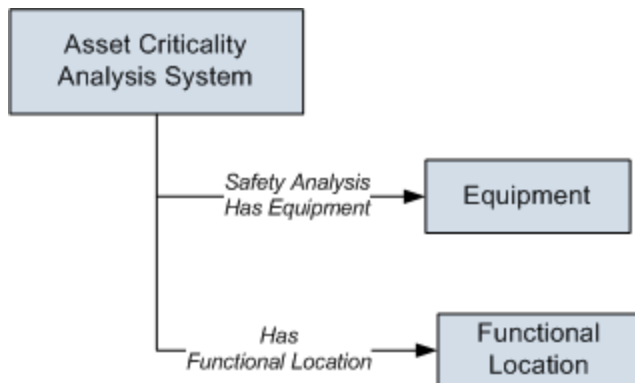 Asset Criticality
Analysis System
Safety Analysis
Has Equipment
Equipment
Has
Functional Location
Functional
Location